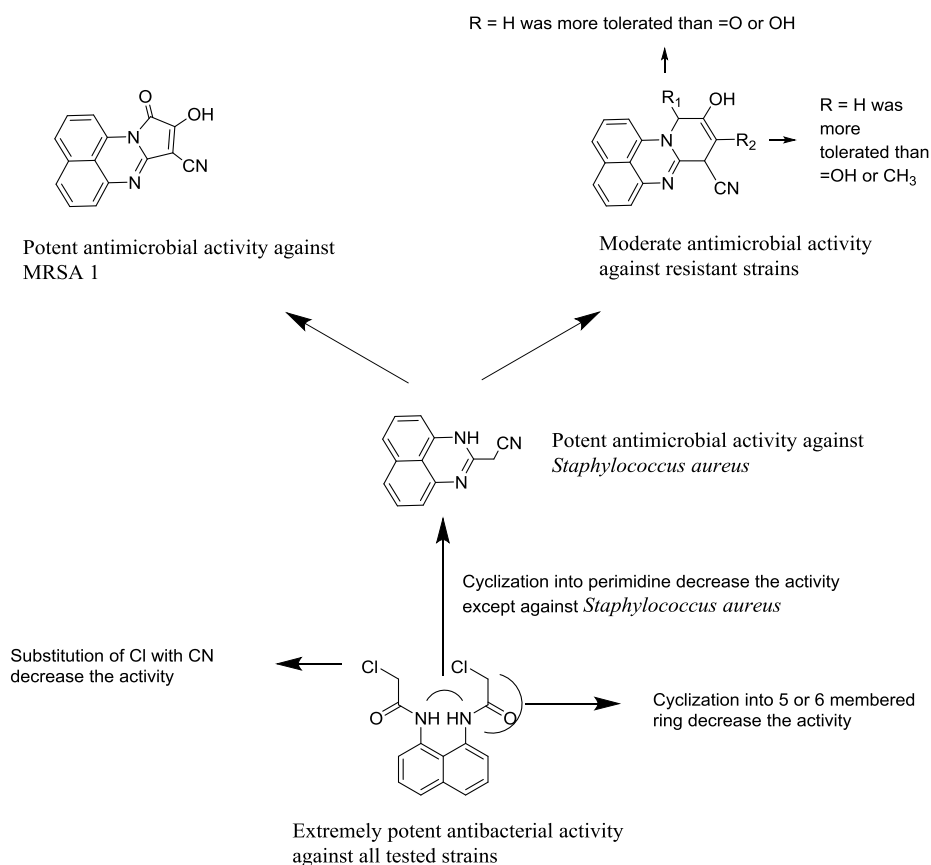 R = H was more tolerated than =O or OH
R1
OH
R2
N
N
CN
R = H was
more
tolerated than
=OH or CH3
O
OH
N
CN
N
Potent antimicrobial activity against
MRSA 1
Moderate antimicrobial activity
against resistant strains
NH
CN
N
Potent antimicrobial activity against
Staphylococcus aureus
Cyclization into perimidine decrease the activity
except against Staphylococcus aureus
Substitution of Cl with CN
decrease the activity
Cl
Cl
O
NH HN
O
Cyclization into 5 or 6 membered
ring decrease the activity
Extremely potent antibacterial activity
against all tested strains